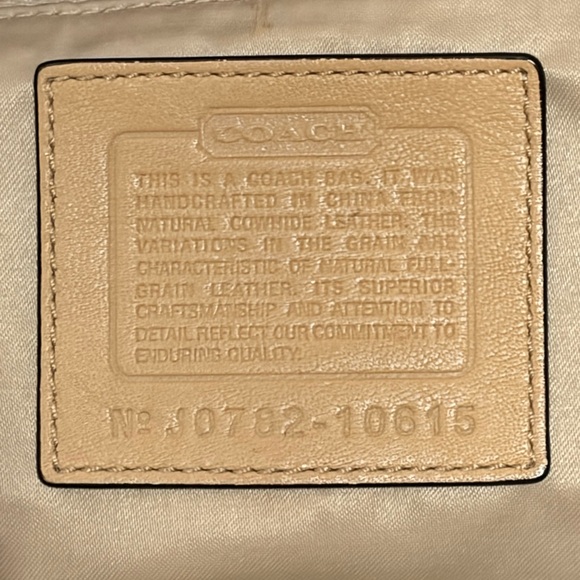 COACH
THIS IS A COACH BAG. IT WAS
HANDCRAFTED IN CHINA FROM
NATURAL COWHIDE LEATHER. THE
VARIATIONS IN THE GRAIN ARE
CHARACTERISTIC OF NATURAL FULL
GRAIN LEATHER. ITS SUPERIOR
CRAFTSMANSHIP AND ATTENTION TO
DETAIL REFLECT OUR COMMITMENT TO
ENDURING QUALITY.
Nº J0782-10615